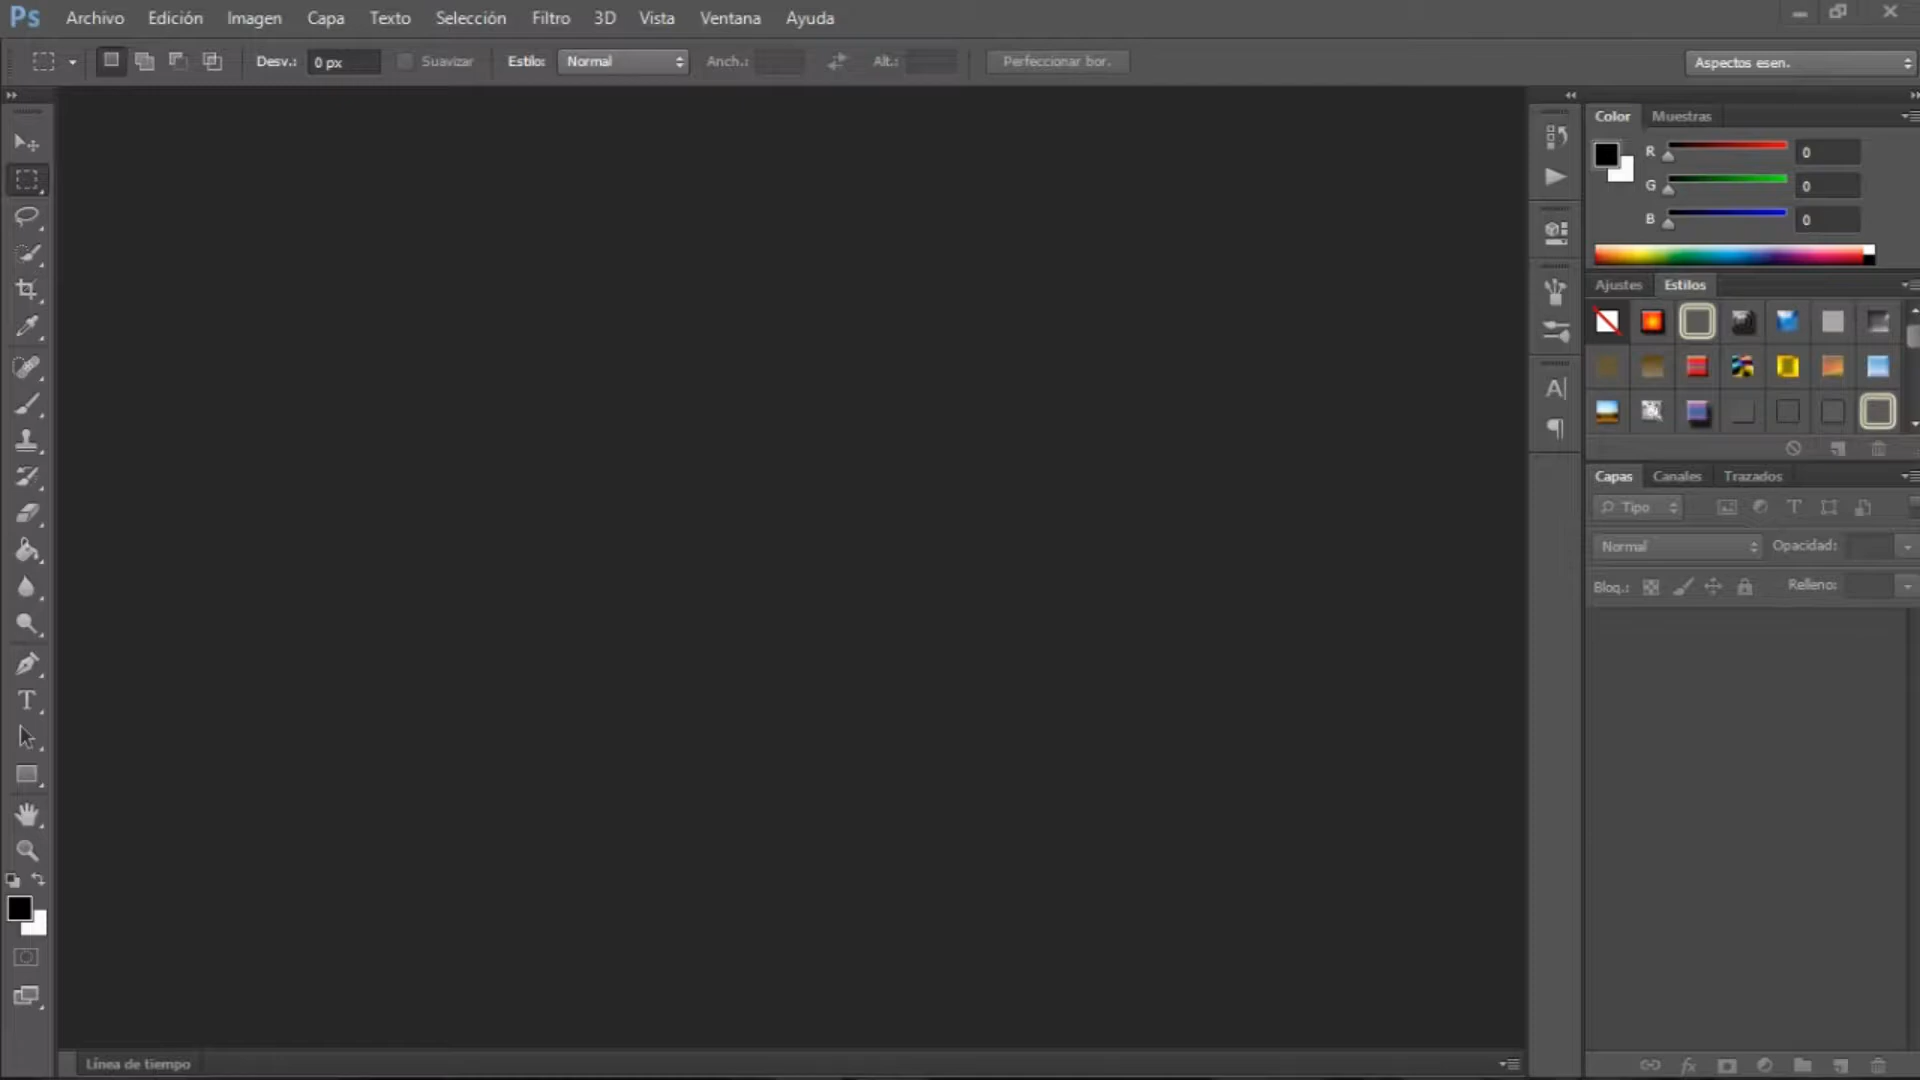 Ps Archivo Edición Imagen Capa Texto Selección Filtro 3D Vista Ventana Ayuda
Desv.: 0 px Suavizar Estilo: Normal Anch.: Alt.: Perfeccionar bor. Aspectos esen.
Color Muestras
R 0
G 0
B 0
Ajustes Estilos
Capas Canales Trazados
Tipo
Normal Opacidad:
Bloq.: Relleno:
Línea de tiempo